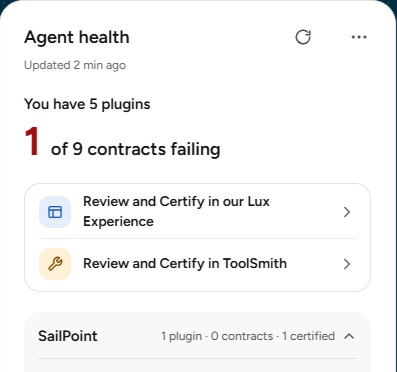 Agent health
Updated 2 min ago
You have 5 plugins
1 of 9 contracts failing
Review and Certify in our Lux
Experience
Review and Certify in ToolSmith
SailPoint 1 plugin · 0 contracts · 1 certified